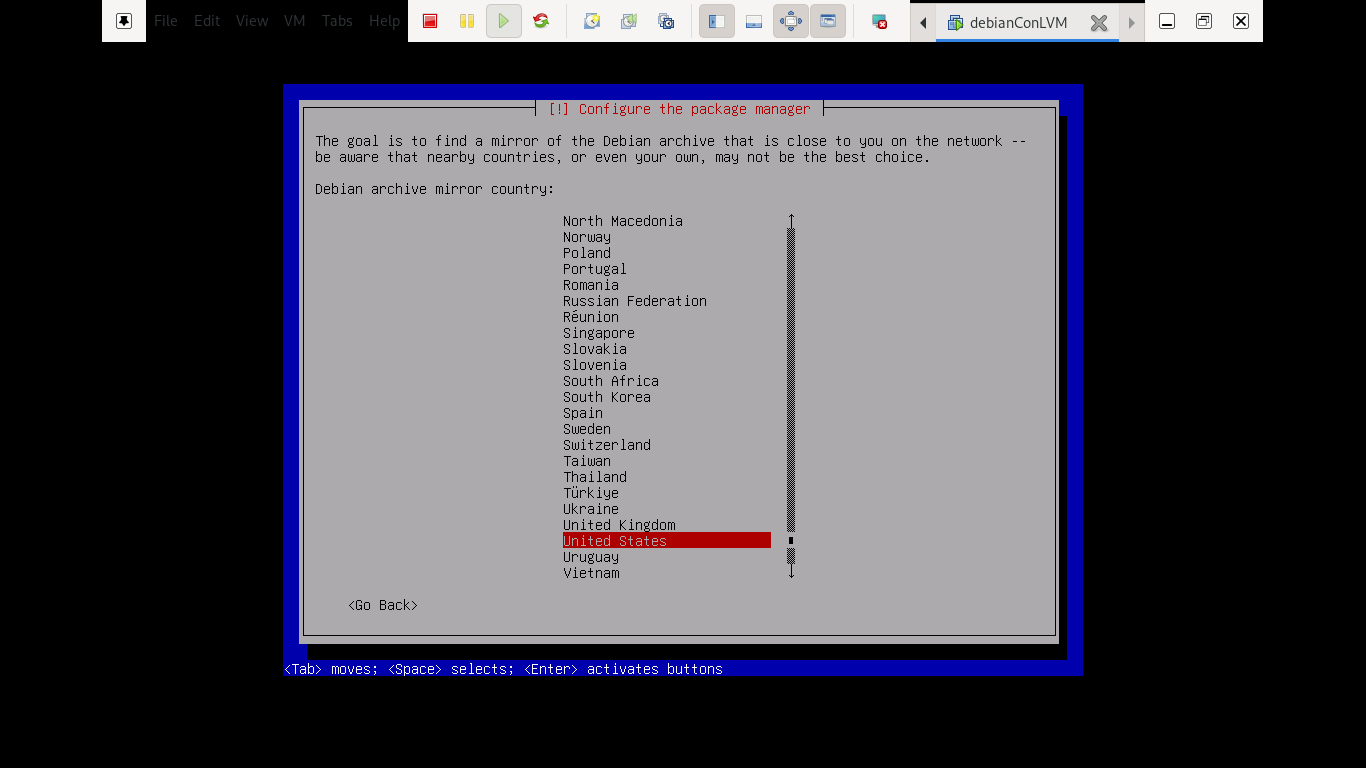 File Edit View VM Tabs Help
debianConLVM
[!] Configure the package manager
The goal is to find a mirror of the Debian archive that is close to you on the network --
be aware that nearby countries, or even your own, may not be the best choice.
Debian archive mirror country:
North Macedonia
Norway
Poland
Portugal
Romania
Russian Federation
Réunion
Singapore
Slovakia
Slovenia
South Africa
South Korea
Spain
Sweden
Switzerland
Taiwan
Thailand
Türkiye
Ukraine
United Kingdom
United States
Uruguay
Vietnam
<Go Back>
<Tab> moves; <Space> selects; <Enter> activates buttons